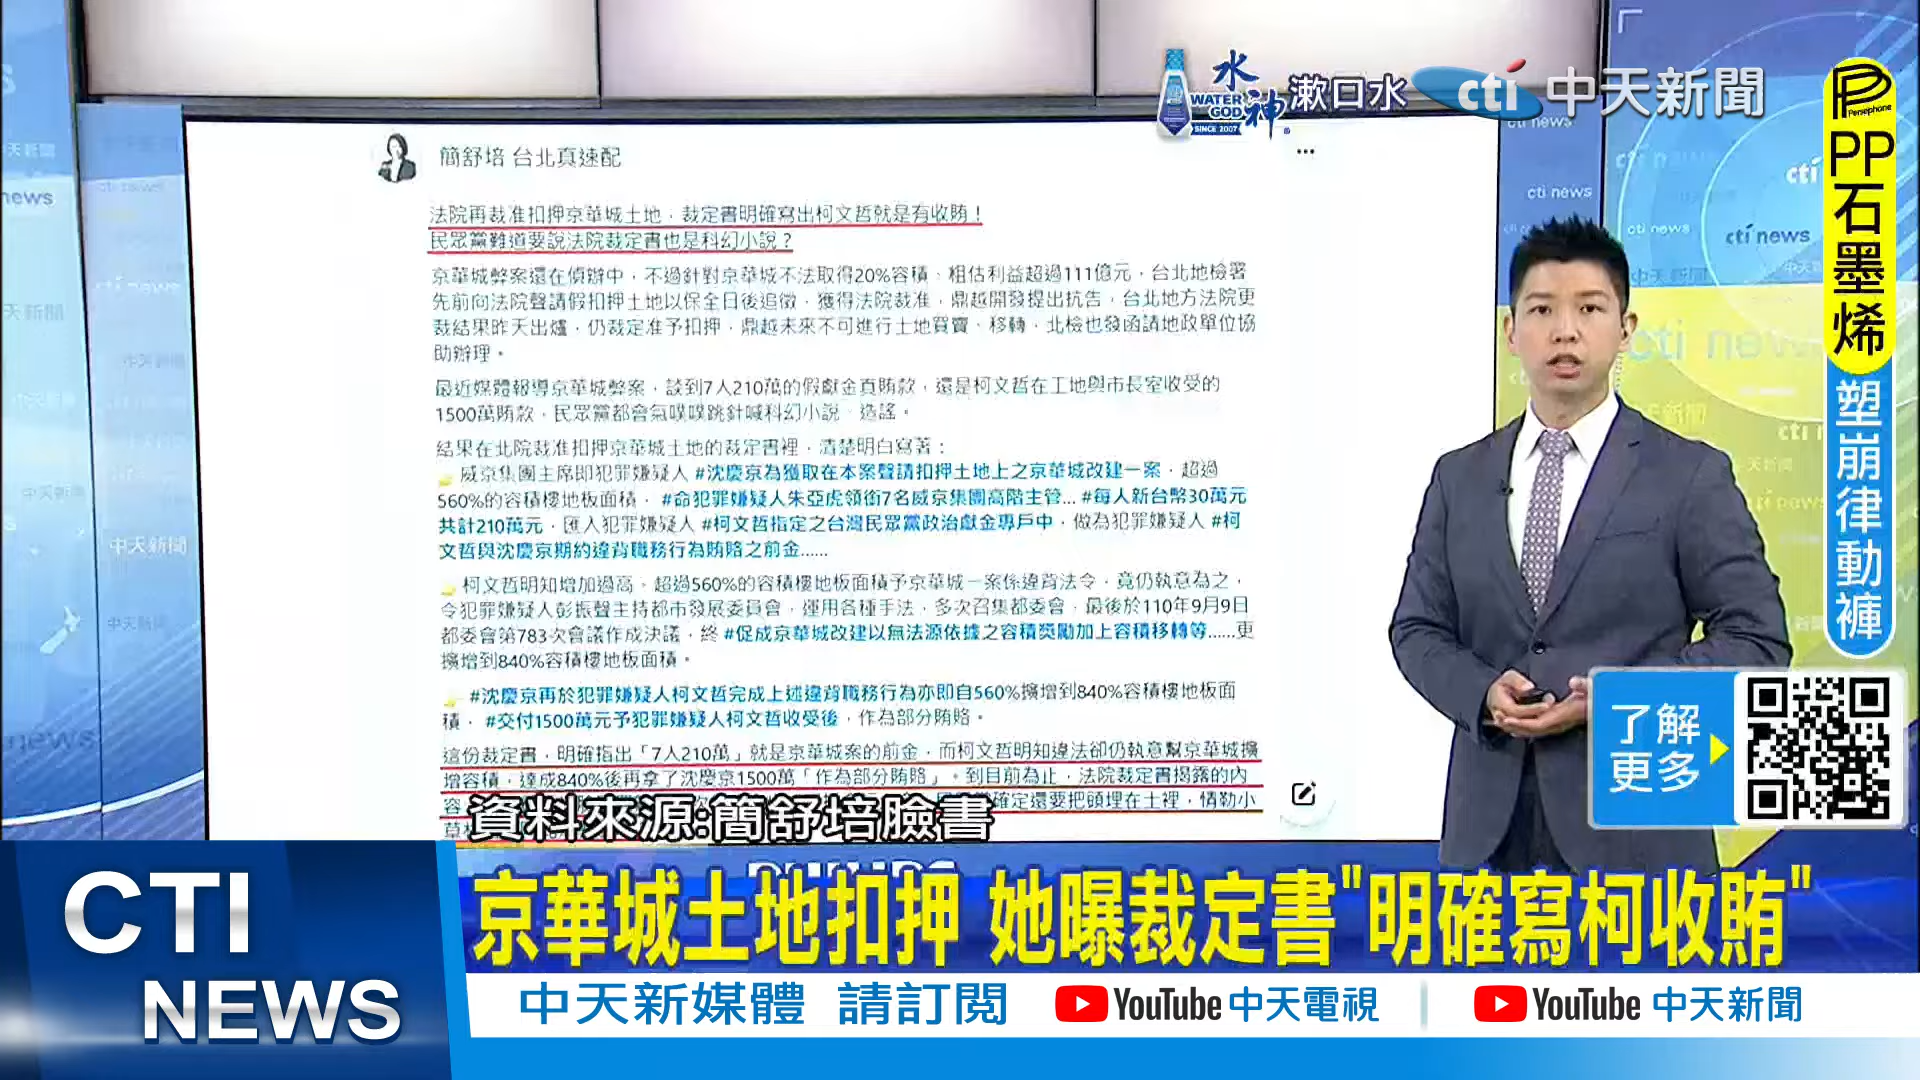 水神
WATER GOD
SINCE 2007
漱口水
cti 中天新聞
Persephone
PP石墨烯
塑崩律動褲
簡舒培 台北真速配
法院再裁准扣押京華城土地，裁定書明確寫出柯文哲就是有收賄！
民眾黨難道要說法院裁定書也是科幻小說？
京華城弊案還在偵辦中，不過針對京華城不法取得20%容積、粗估利益超過111億元，台北地檢署
先前向法院聲請假扣押土地以保全日後追徵，獲得法院裁准，鼎越開發提出抗告，台北地方法院更
裁結果昨天出爐，仍裁定准予扣押，鼎越未來不可進行土地買賣、移轉，北檢也發函請地政單位協
助辦理。
最近媒體報導京華城弊案，談到7人210萬的假獻金真賄款，還是柯文哲在工地與市長室收受的
1500萬賄款，民眾黨都會氣噗噗跳針喊科幻小說、造謠。
結果在北院裁准扣押京華城土地的裁定書裡，清楚明白寫著：
威京集團主席即犯罪嫌疑人 #沈慶京為獲取在本案聲請扣押土地上之京華城改建一案，超過
560%的容積樓地板面積， #命犯罪嫌疑人朱亞虎領銜7名威京集團高階主管... #每人新台幣30萬元
共計210萬元，匯入犯罪嫌疑人 #柯文哲指定之台灣民眾黨政治獻金專戶中，做為犯罪嫌疑人 #柯
文哲與沈慶京期約違背職務行為賄賂之前金......
柯文哲明知增加過高、超過560%的容積樓地板面積予京華城一案係違背法令，竟仍執意為之，
令犯罪嫌疑人彭振聲主持都市發展委員會，運用各種手法，多次召集都委會，最後於110年9月9日
都委會第783次會議作成決議，終 #促成京華城改建以無法源依據之容積獎勵加上容積移轉等......更
擴增到840%容積樓地板面積。
#沈慶京再於犯罪嫌疑人柯文哲完成上述違背職務行為亦即自560%擴增到840%容積樓地板面
積， #交付1500萬元予犯罪嫌疑人柯文哲收受後，作為部分賄賂。
這份裁定書，明確指出「7人210萬」就是京華城案的前金，而柯文哲明知違法卻仍執意幫京華城擴
增容積，達成840%後再拿了沈慶京1500萬「作為部分賄賂」。到目前為止，法院裁定書揭露的內
確定還要把頭埋在土裡，情勒小
資料來源:簡舒培臉書
了解更多
CTI NEWS
京華城土地扣押 她曝裁定書"明確寫柯收賄"
中天新媒體 請訂閱 YouTube 中天電視 YouTube 中天新聞